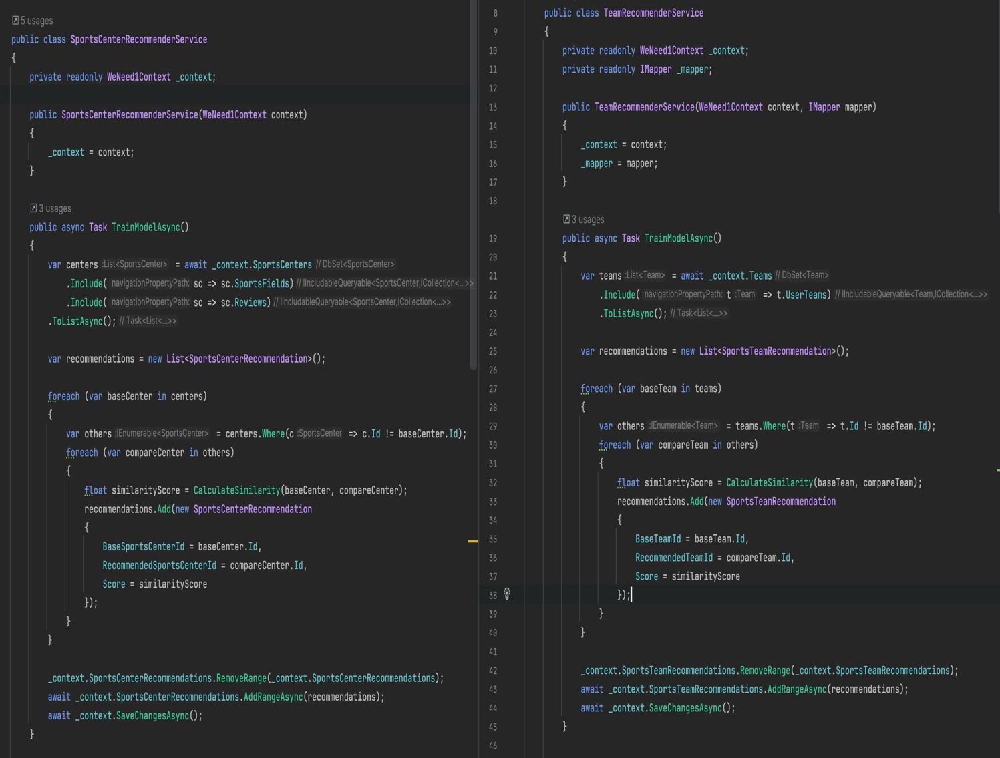 5 usages
public class SportsCenterRecommenderService
{
private readonly WeNeed1Context _context;
public SportsCenterRecommenderService(WeNeed1Context context)
{
_context = context;
}
3 usages
public async Task TrainModelAsync()
{
var centers :List<SportsCenter> = await _context.SportsCenters // DbSet<SportsCenter>
.Include( navigationPropertyPath: sc => sc.SportsFields) // IIncludableQueryable<SportsCenter,ICollection<...>>
.Include( navigationPropertyPath: sc => sc.Reviews) // IIncludableQueryable<SportsCenter,ICollection<...>>
.ToListAsync(); // Task<List<...>>
var recommendations = new List<SportsCenterRecommendation>();
foreach (var baseCenter in centers)
{
var others :IEnumerable<SportsCenter> = centers.Where(c :SportsCenter => c.Id != baseCenter.Id);
foreach (var compareCenter in others)
{
float similarityScore = CalculateSimilarity(baseCenter, compareCenter);
recommendations.Add(new SportsCenterRecommendation
{
BaseSportsCenterId = baseCenter.Id,
RecommendedSportsCenterId = compareCenter.Id,
Score = similarityScore
});
}
}
_context.SportsCenterRecommendations.RemoveRange(_context.SportsCenterRecommendations);
await _context.SportsCenterRecommendations.AddRangeAsync(recommendations);
await _context.SaveChangesAsync();
}
8 public class TeamRecommenderService
9 {
10 private readonly WeNeed1Context _context;
11 private readonly IMapper _mapper;
12
13 public TeamRecommenderService(WeNeed1Context context, IMapper mapper)
14 {
15 _context = context;
16 _mapper = mapper;
17 }
18
3 usages
19 public async Task TrainModelAsync()
20 {
21 var teams :List<Team> = await _context.Teams // DbSet<Team>
22 .Include( navigationPropertyPath: t :Team => t.UserTeams) // IIncludableQueryable<Team,ICollection<...>>
23 .ToListAsync(); // Task<List<...>>
24
25 var recommendations = new List<SportsTeamRecommendation>();
26
27 foreach (var baseTeam in teams)
28 {
29 var others :IEnumerable<Team> = teams.Where(t :Team => t.Id != baseTeam.Id);
30 foreach (var compareTeam in others)
31 {
32 float similarityScore = CalculateSimilarity(baseTeam, compareTeam);
33 recommendations.Add(new SportsTeamRecommendation
34 {
35 BaseTeamId = baseTeam.Id,
36 RecommendedTeamId = compareTeam.Id,
37 Score = similarityScore
38 });
39 }
40 }
41
42 _context.SportsTeamRecommendations.RemoveRange(_context.SportsTeamRecommendations);
43 await _context.SportsTeamRecommendations.AddRangeAsync(recommendations);
44 await _context.SaveChangesAsync();
45 }
46